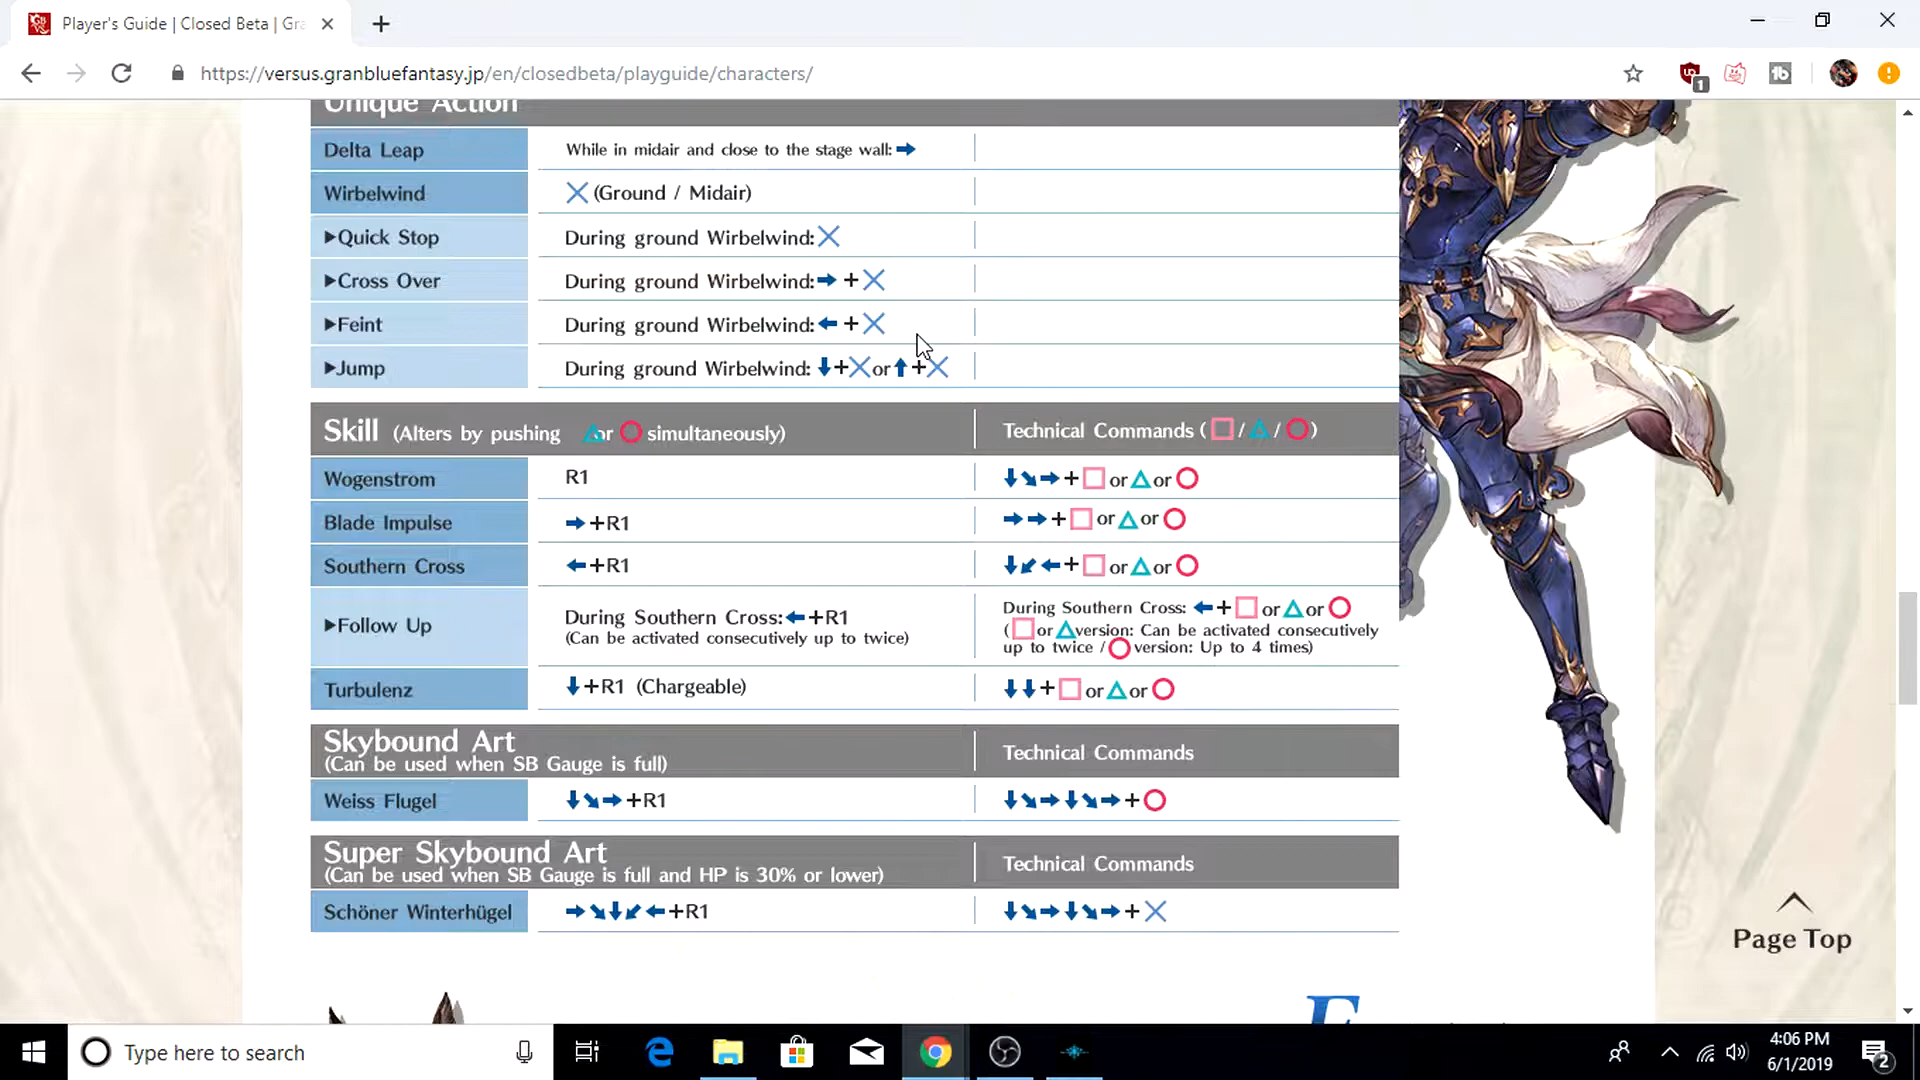 Player's Guide | Closed Beta | Gra
https://versus.granbluefantasy.jp/en/closedbeta/playguide/characters/
1
Unique Action
Delta Leap While in midair and close to the stage wall: ➡
Wirbelwind ✕ (Ground / Midair)
▶Quick Stop During ground Wirbelwind: ✕
▶Cross Over During ground Wirbelwind: ➡ + ✕
▶Feint During ground Wirbelwind: ⬅ + ✕
▶Jump During ground Wirbelwind: ⬇+✕or⬆+✕
Skill (Alters by pushing △or ○ simultaneously) Technical Commands ( □ / △ / ○ )
Wogenstrom R1 ⬇⬊➡+□ or△or○
Blade Impulse ➡+R1 ➡➡+□ or△or○
Southern Cross ⬅+R1 ⬇⬋⬅+□ or△or○
▶Follow Up During Southern Cross:⬅+R1 During Southern Cross: ⬅+□ or△or○
(Can be activated consecutively up to twice) (□or△version: Can be activated consecutively
up to twice /○ version: Up to 4 times)
Turbulenz ⬇+R1 (Chargeable) ⬇⬇+□ or△or○
Skybound Art Technical Commands
(Can be used when SB Gauge is full)
Weiss Flugel ⬇⬊➡+R1 ⬇⬊➡⬇⬊➡+○
Super Skybound Art Technical Commands
(Can be used when SB Gauge is full and HP is 30% or lower)
Schöner Winterhügel ➡⬊⬇⬋⬅+R1 ⬇⬊➡⬇⬊➡+✕
Page Top
Type here to search
4:06 PM
6/1/2019
2